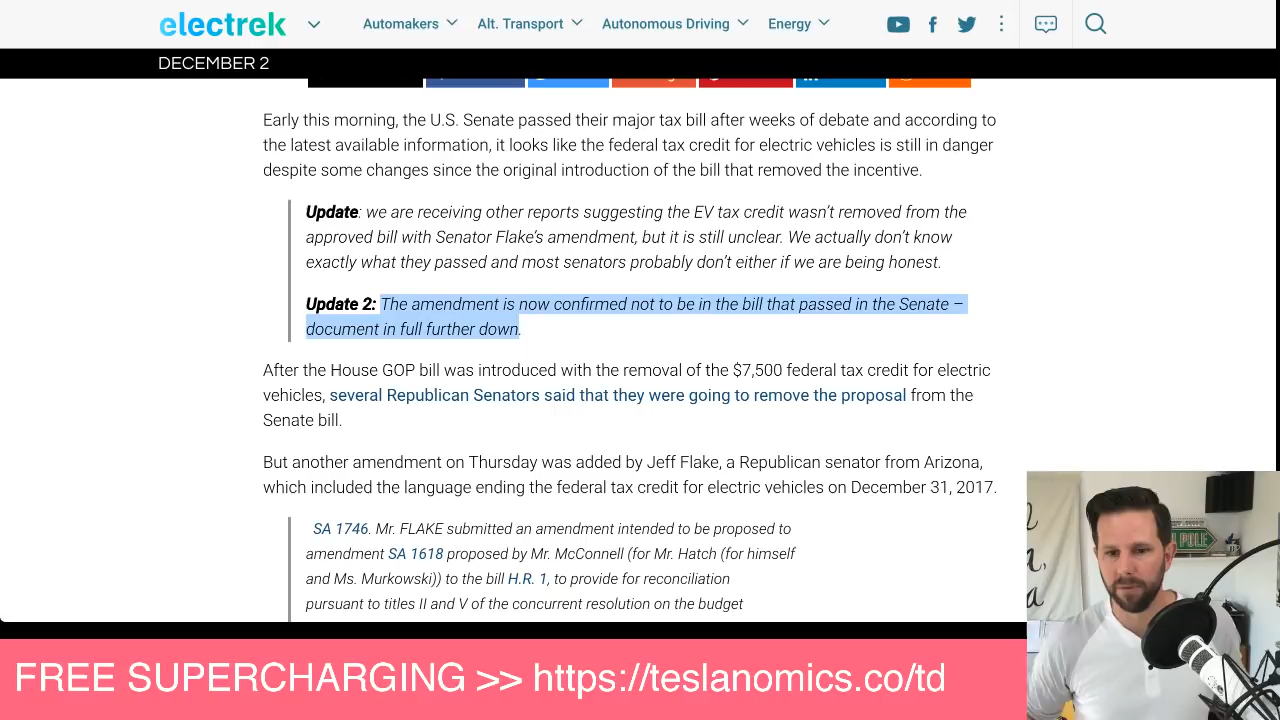 electrek
Automakers
Alt. Transport
Autonomous Driving
Energy
DECEMBER 2
Early this morning, the U.S. Senate passed their major tax bill after weeks of debate and according to
the latest available information, it looks like the federal tax credit for electric vehicles is still in danger
despite some changes since the original introduction of the bill that removed the incentive.
Update: we are receiving other reports suggesting the EV tax credit wasn't removed from the
approved bill with Senator Flake's amendment, but it is still unclear. We actually don't know
exactly what they passed and most senators probably don't either if we are being honest.
Update 2: The amendment is now confirmed not to be in the bill that passed in the Senate –
document in full further down.
After the House GOP bill was introduced with the removal of the $7,500 federal tax credit for electric
vehicles, several Republican Senators said that they were going to remove the proposal from the
Senate bill.
But another amendment on Thursday was added by Jeff Flake, a Republican senator from Arizona,
which included the language ending the federal tax credit for electric vehicles on December 31, 2017.
SA 1746. Mr. FLAKE submitted an amendment intended to be proposed to
amendment SA 1618 proposed by Mr. McConnell (for Mr. Hatch (for himself
and Ms. Murkowski)) to the bill H.R. 1, to provide for reconciliation
pursuant to titles II and V of the concurrent resolution on the budget
POLE
FREE SUPERCHARGING >> https://teslanomics.co/td